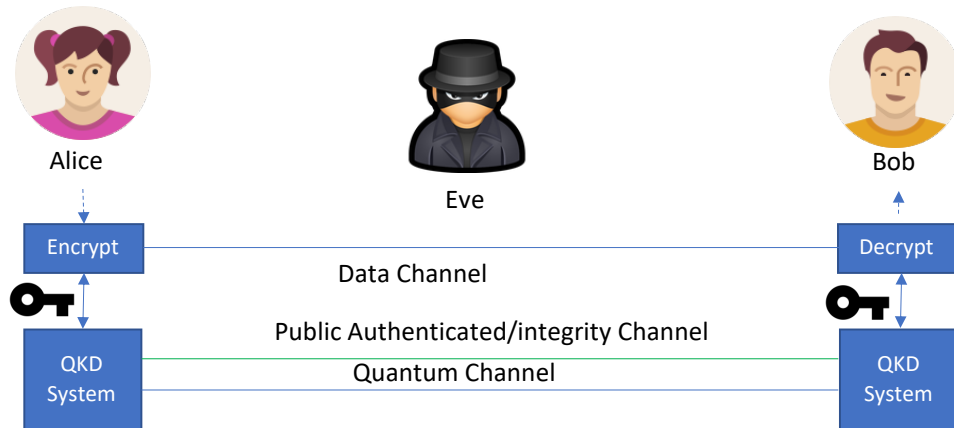 Alice
Bob
Eve
Encrypt
Decrypt
Data Channel
Public Authenticated/integrity Channel
QKD
System
Quantum Channel
QKD
System